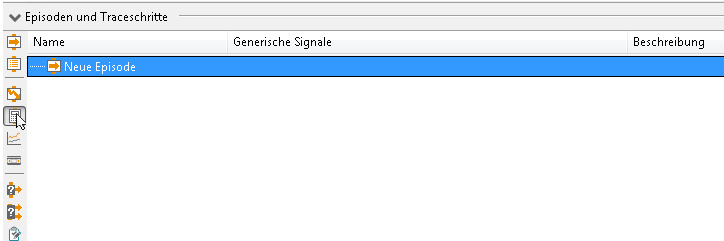 Episoden und Traceschritte
Name Generische Signale Beschreibung
Neue Episode